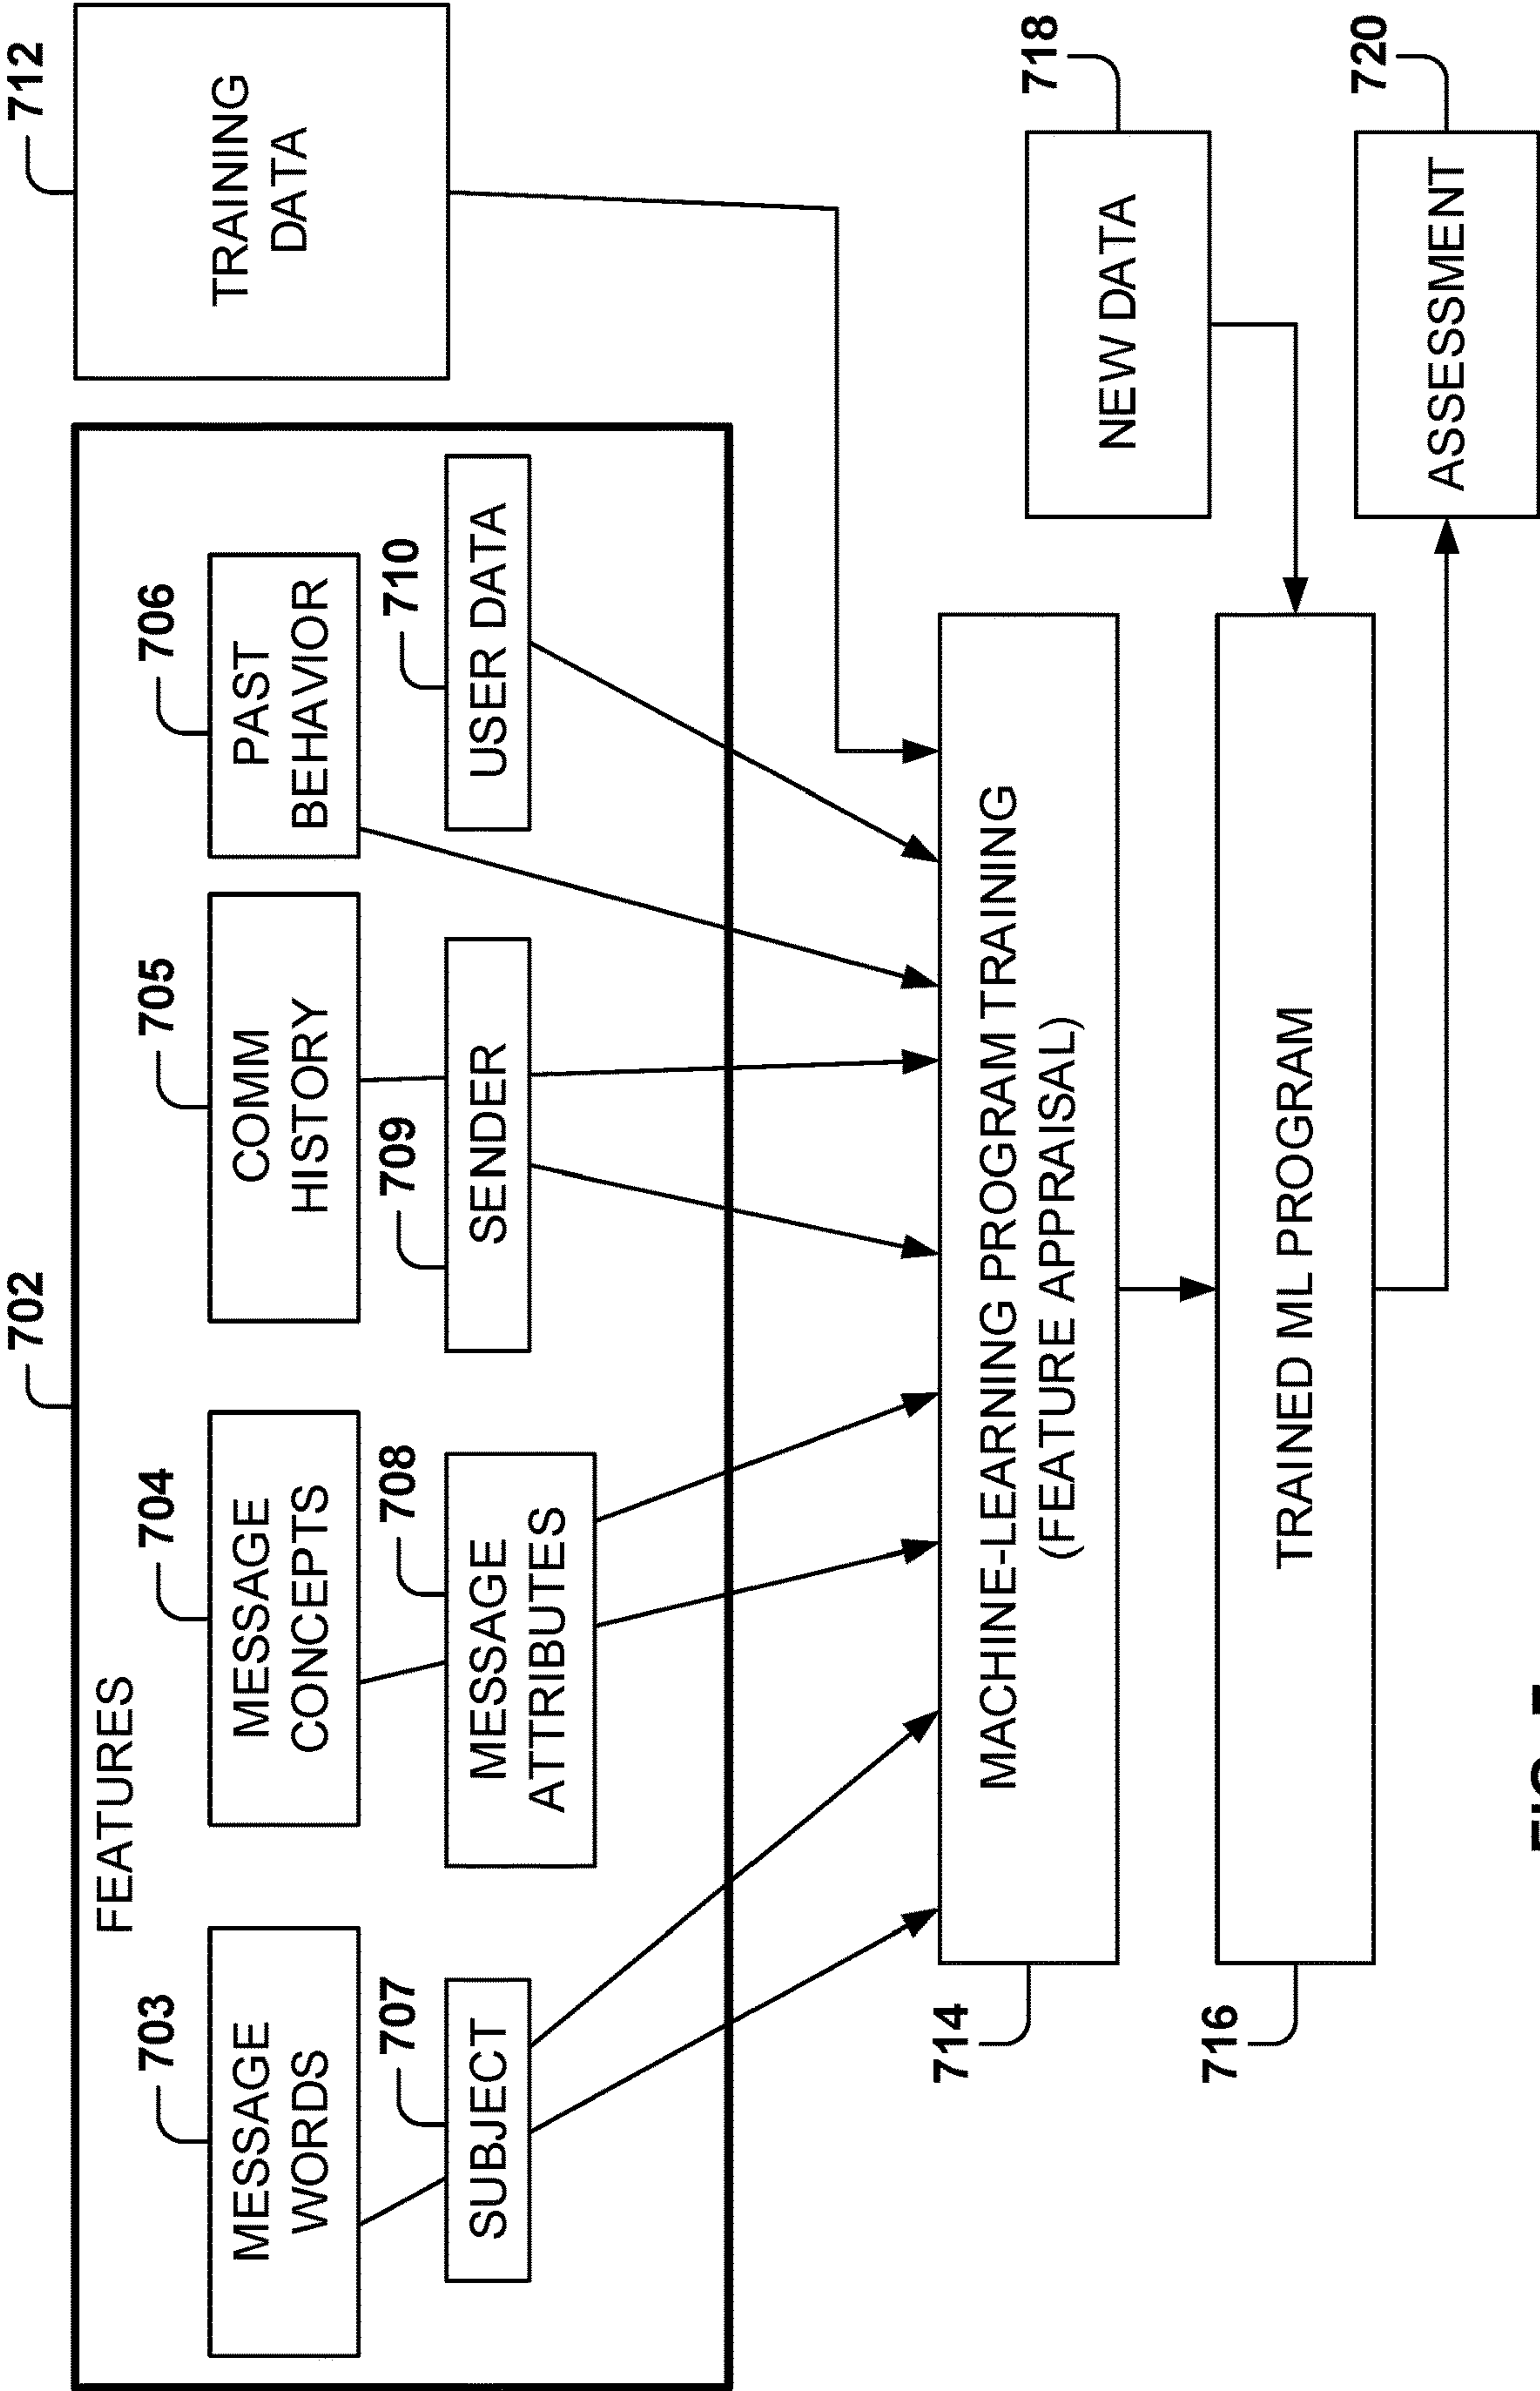 702
712
FEATURES
703
704
705
706
MESSAGE
WORDS
MESSAGE
CONCEPTS
COMM
HISTORY
PAST
BEHAVIOR
TRAINING
DATA
707
708
709
710
SUBJECT
MESSAGE
ATTRIBUTES
SENDER
USER DATA
714
MACHINE-LEARNING PROGRAM TRAINING
(FEATURE APPRAISAL)
718
NEW DATA
716
TRAINED ML PROGRAM
720
ASSESSMENT